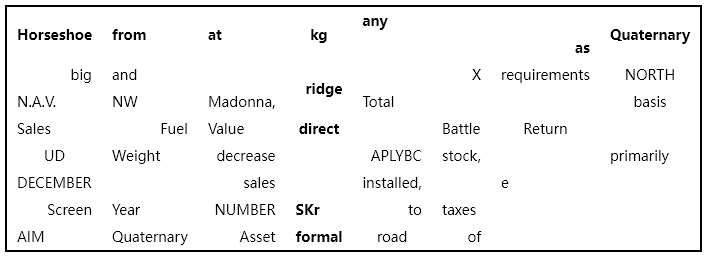 Horseshoe from at kg any as Quaternary
big and ridge X requirements NORTH
N.A.V. NW Madonna, Total basis
Sales Fuel Value direct Battle Return
UD Weight decrease APLYBC stock, primarily
DECEMBER sales installed, e
Screen Year NUMBER SKr to taxes
AIM Quaternary Asset formal road of